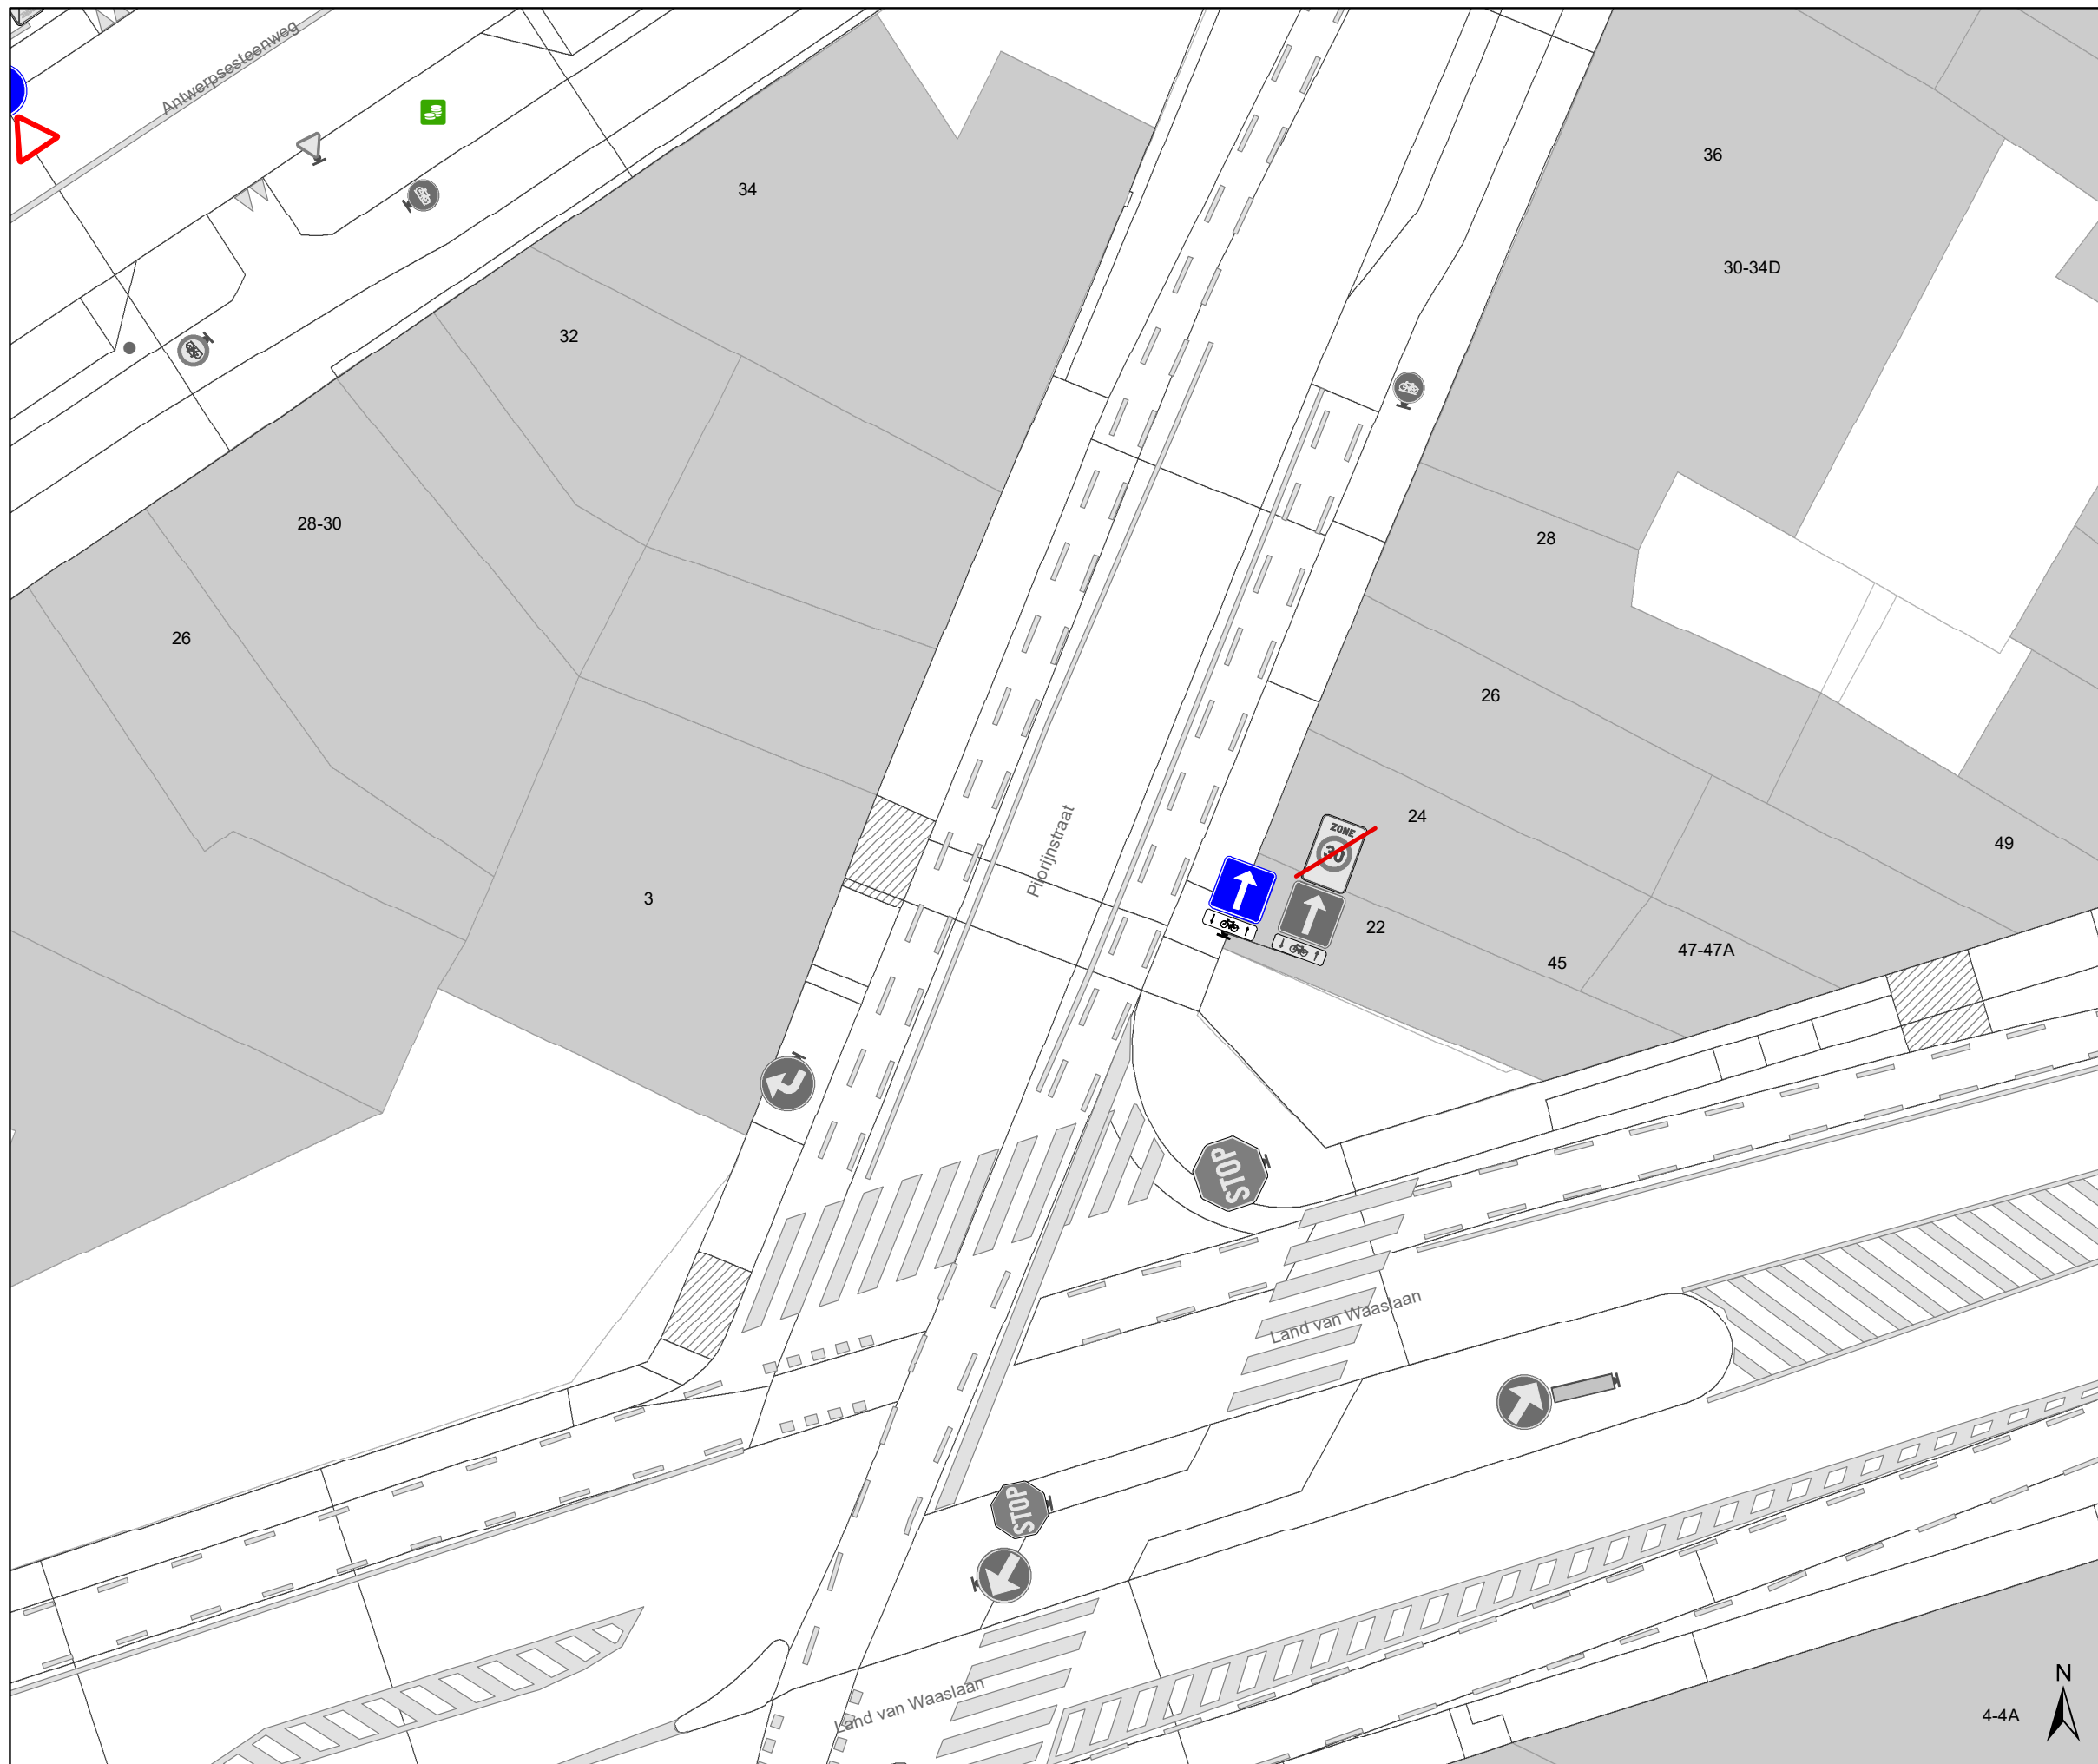 Antwerpsesteenweg
36
34
30-34D
32
28-30
28
26
26
ZONE
30
24
49
3
22
47-47A
45
Pijorijnstraat
STOP
Land van Waaslaan
STOP
Land van Waaslaan
N
4-4A